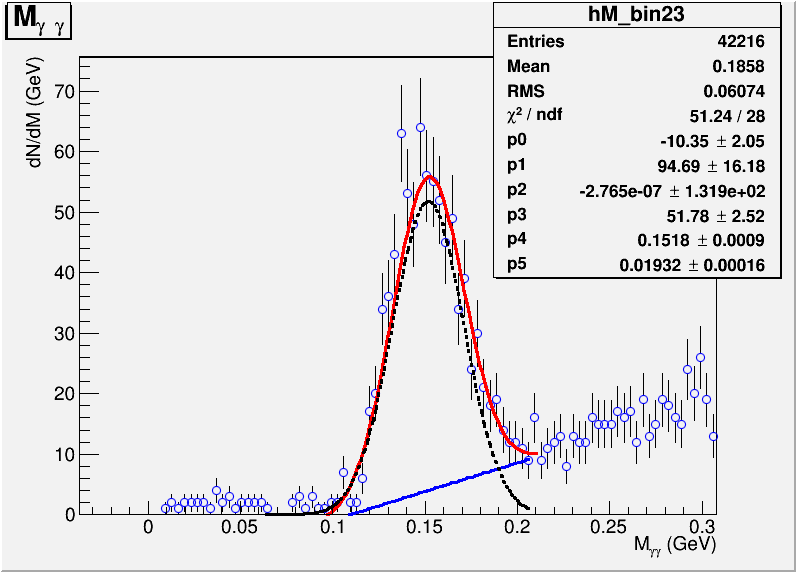 M_γ γ
hM_bin23
Entries 42216
Mean 0.1858
RMS 0.06074
χ² / ndf 51.24 / 28
p0 -10.35 ± 2.05
p1 94.69 ± 16.18
p2 -2.765e-07 ± 1.319e+02
p3 51.78 ± 2.52
p4 0.1518 ± 0.0009
p5 0.01932 ± 0.00016
dN/dM (GeV)
70
60
50
40
30
20
10
0
0 0.05 0.1 0.15 0.2 0.25 0.3
M_γγ (GeV)